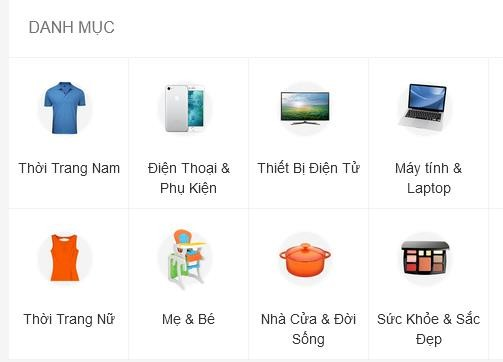 DANH MỤC
Thời Trang Nam
Điện Thoại &
Phụ Kiện
Thiết Bị Điện Tử
Máy tính &
Laptop
Thời Trang Nữ
Mẹ & Bé
Nhà Cửa & Đời
Sống
Sức Khỏe & Sắc
Đẹp